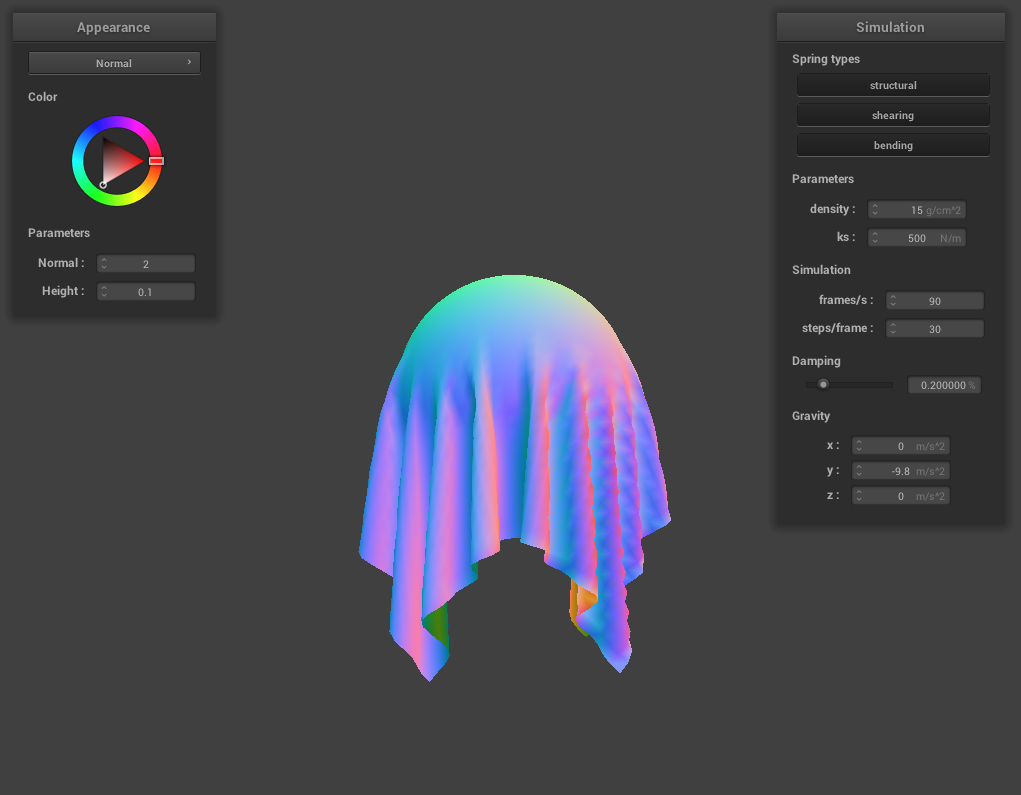 Appearance
Normal ›
Color
Parameters
Normal : 2
Height : 0.1
Simulation
Spring types
structural
shearing
bending
Parameters
density : 15 g/cm^2
ks : 500 N/m
Simulation
frames/s : 90
steps/frame : 30
Damping
0.200000 %
Gravity
x : 0 m/s^2
y : -9.8 m/s^2
z : 0 m/s^2